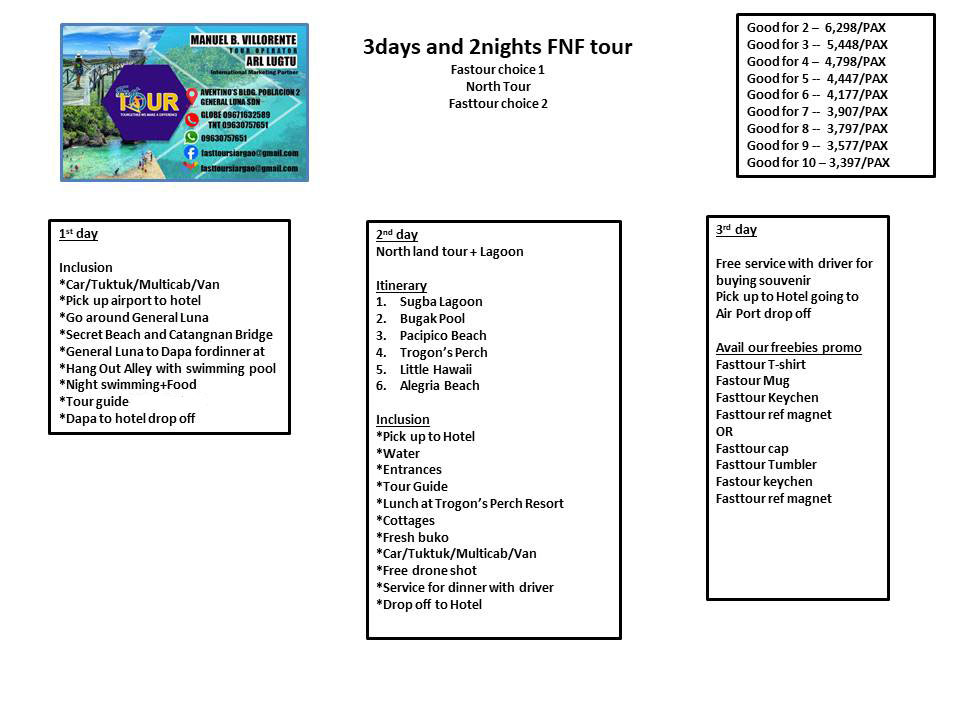 MANUEL B. VILLORENTE
TOUR OPERATOR
ARL LUGTU
International Marketing Partner
Fast
TOUR
TOURGETHER WE MAKE A DIFFERENCE
AVENTINO'S BLDG. POBLACION 2
GENERAL LUNA SDN
GLOBE 09671632589
TNT 09630757651
09630757651
fasttoursiargao@gmail.com
fasttoursiargao@gmail.com
3days and 2nights FNF tour
Fastour choice 1
North Tour
Fasttour choice 2
Good for 2 – 6,298/PAX
Good for 3 -- 5,448/PAX
Good for 4 – 4,798/PAX
Good for 5 -- 4,447/PAX
Good for 6 -- 4,177/PAX
Good for 7 -- 3,907/PAX
Good for 8 -- 3,797/PAX
Good for 9 -- 3,577/PAX
Good for 10 – 3,397/PAX
1st day
Inclusion
*Car/Tuktuk/Multicab/Van
*Pick up airport to hotel
*Go around General Luna
*Secret Beach and Catangnan Bridge
*General Luna to Dapa fordinner at
*Hang Out Alley with swimming pool
*Night swimming+Food
*Tour guide
*Dapa to hotel drop off
2nd day
North land tour + Lagoon
Itinerary
1. Sugba Lagoon
2. Bugak Pool
3. Pacipico Beach
4. Trogon's Perch
5. Little Hawaii
6. Alegria Beach
Inclusion
*Pick up to Hotel
*Water
*Entrances
*Tour Guide
*Lunch at Trogon's Perch Resort
*Cottages
*Fresh buko
*Car/Tuktuk/Multicab/Van
*Free drone shot
*Service for dinner with driver
*Drop off to Hotel
3rd day
Free service with driver for
buying souvenir
Pick up to Hotel going to
Air Port drop off
Avail our freebies promo
Fasttour T-shirt
Fastour Mug
Fasttour Keychen
Fasttour ref magnet
OR
Fasttour cap
Fasttour Tumbler
Fastour keychen
Fasttour ref magnet